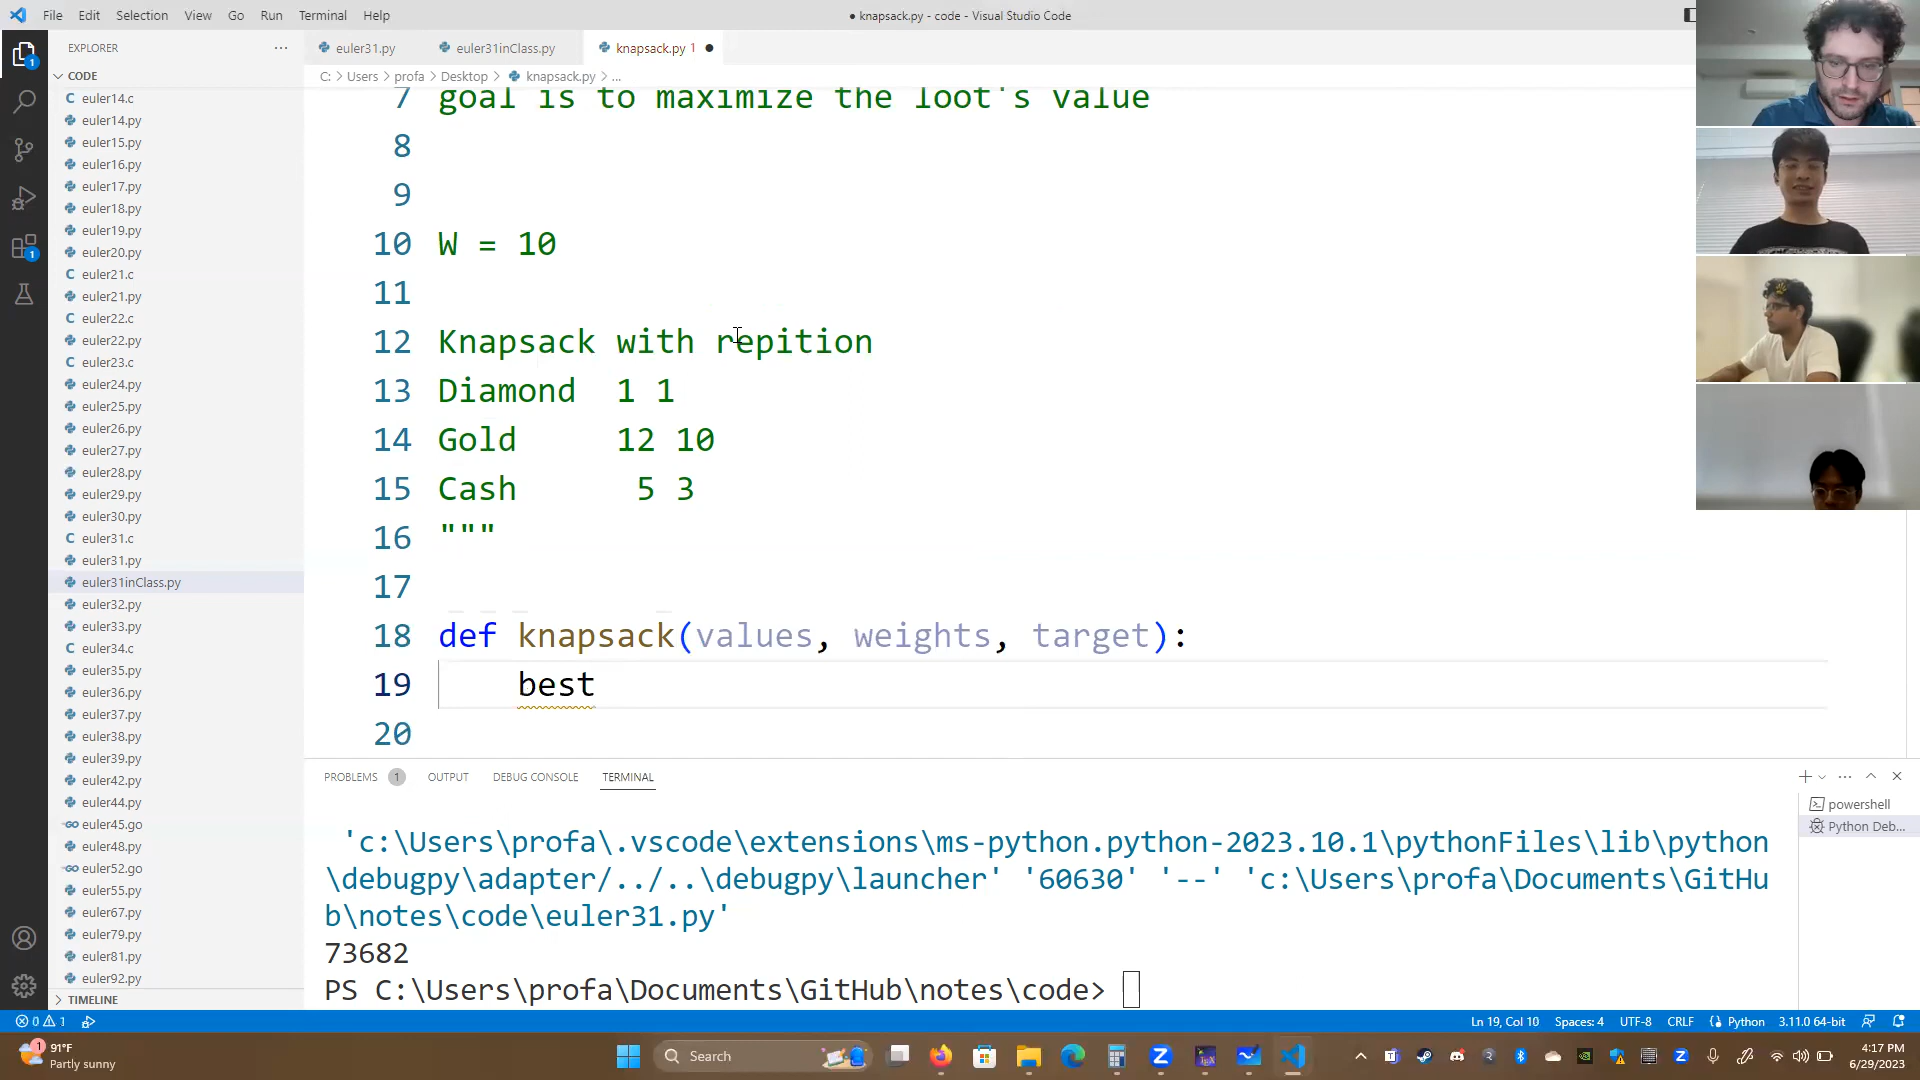 File Edit Selection View Go Run Terminal Help
● knapsack.py - code - Visual Studio Code
EXPLORER ···
euler31.py euler31inClass.py knapsack.py 1 ●
CODE
C: > Users > profa > Desktop > knapsack.py > ...
C euler14.c
euler14.py
euler15.py
euler16.py
euler17.py
euler18.py
euler19.py
euler20.py
C euler21.c
euler21.py
C euler22.c
euler22.py
C euler23.c
euler24.py
euler25.py
euler26.py
euler27.py
euler28.py
euler29.py
euler30.py
C euler31.c
euler31.py
euler31inClass.py
euler32.py
euler33.py
C euler34.c
euler35.py
euler36.py
euler37.py
euler38.py
euler39.py
euler42.py
euler44.py
euler45.go
euler48.py
euler52.go
euler55.py
euler67.py
euler79.py
euler81.py
euler92.py
TIMELINE
7 goal is to maximize the loot's value
8
9
10 W = 10
11
12 Knapsack with repition
13 Diamond 1 1
14 Gold 12 10
15 Cash 5 3
16 """
17
18 def knapsack(values, weights, target):
19 best
20
PROBLEMS 1 OUTPUT DEBUG CONSOLE TERMINAL
'c:\Users\profa\.vscode\extensions\ms-python.python-2023.10.1\pythonFiles\lib\python
\debugpy\adapter/../..\debugpy\launcher' '60630' '--' 'c:\Users\profa\Documents\GitHu
b\notes\code\euler31.py'
73682
PS C:\Users\profa\Documents\GitHub\notes\code>
powershell
Python Deb...
0 1
Ln 19, Col 10 Spaces: 4 UTF-8 CRLF Python 3.11.0 64-bit
91°F
Partly sunny
Search
4:17 PM
6/29/2023